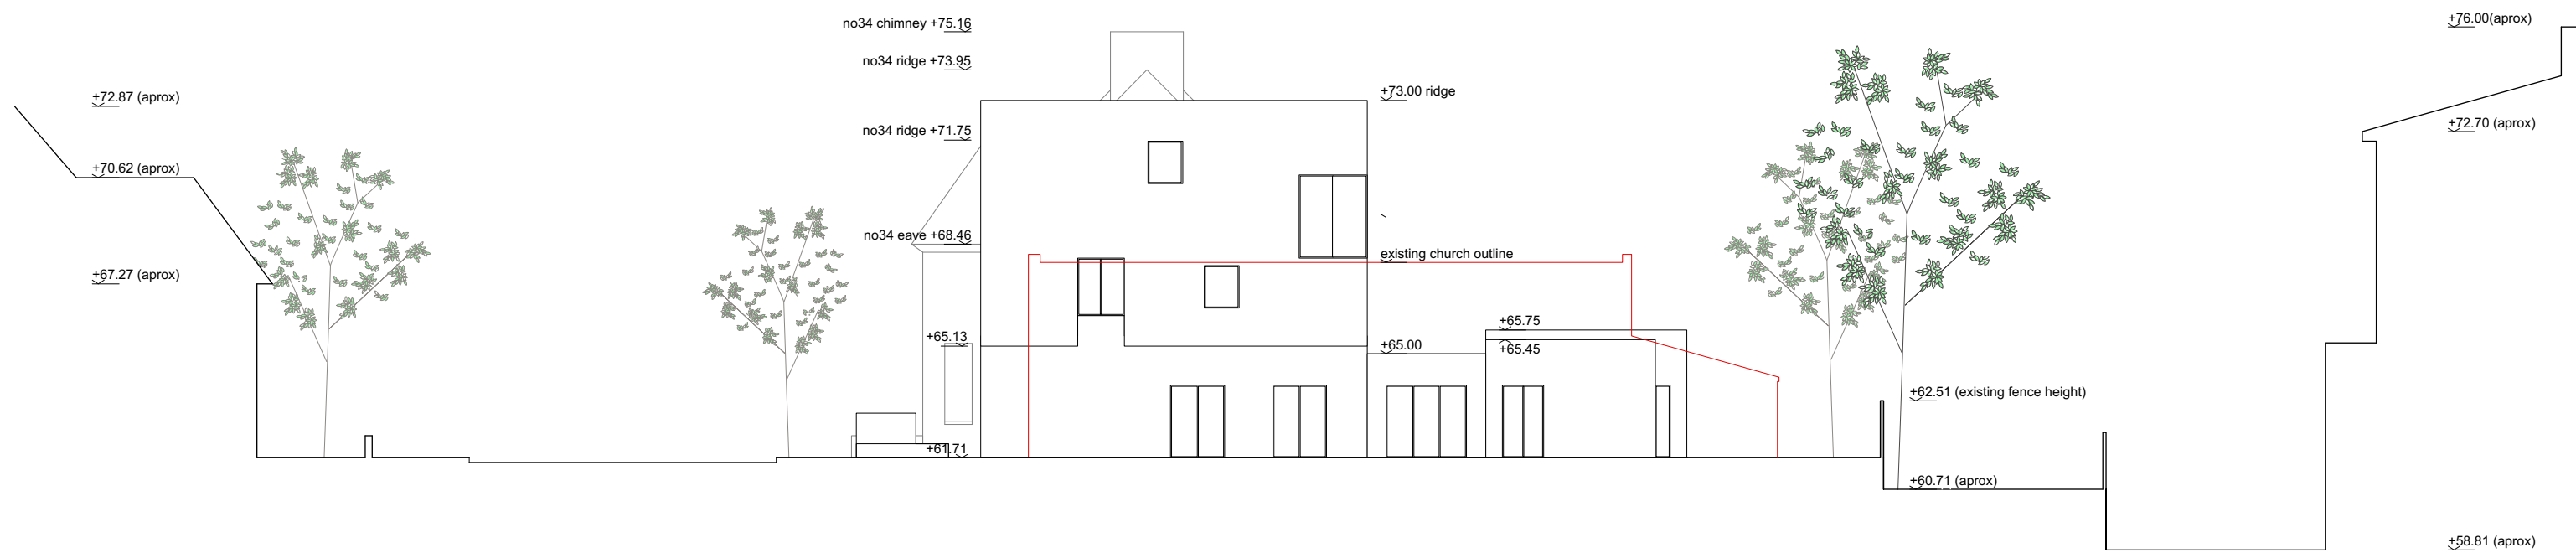 no34 chimney +75.16
+76.00(aprox)
no34 ridge +73.95
+72.87 (aprox)
+73.00 ridge
+72.70 (aprox)
no34 ridge +71.75
+70.62 (aprox)
no34 eave +68.46
existing church outline
+67.27 (aprox)
+65.75
+65.13
+65.00
+65.45
+62.51 (existing fence height)
+61.71
+60.71 (aprox)
+58.81 (aprox)